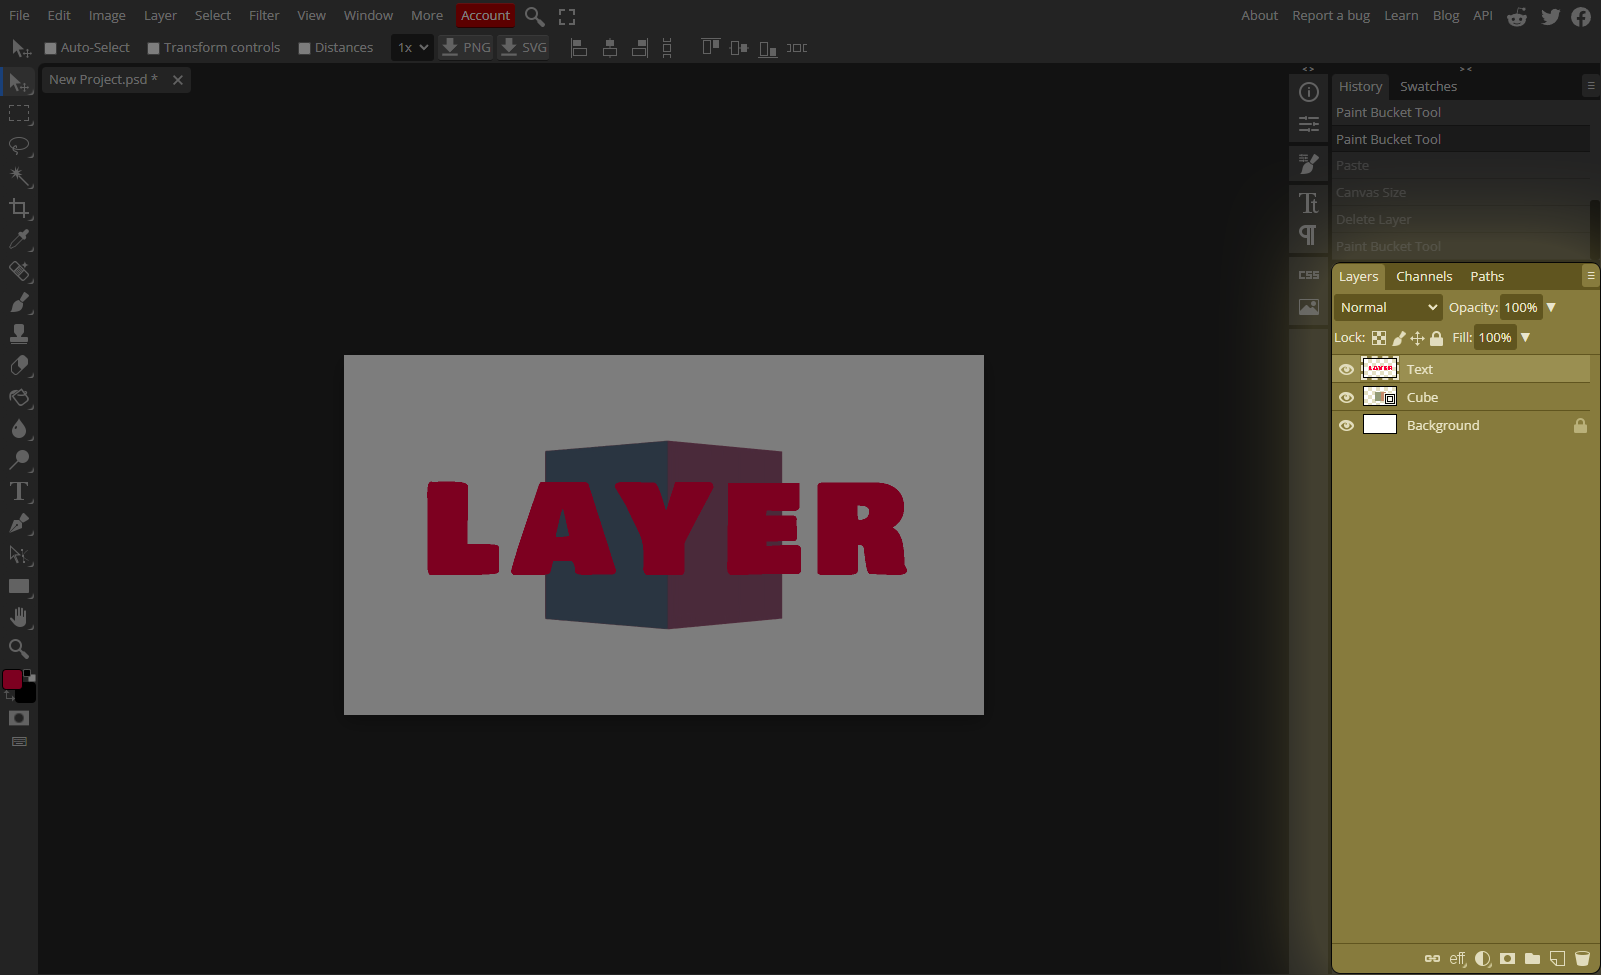 File Edit Image Layer Select Filter View Window More Account About Report a bug Learn Blog API
Auto-Select Transform controls Distances 1x PNG SVG
New Project.psd *
History Swatches
Paint Bucket Tool
Paint Bucket Tool
Paste
Canvas Size
Delete Layer
Paint Bucket Tool
CSS
Layers Channels Paths
Normal Opacity: 100%
Lock: Fill: 100%
LAYER Text
Cube
Background
LAYER
eff